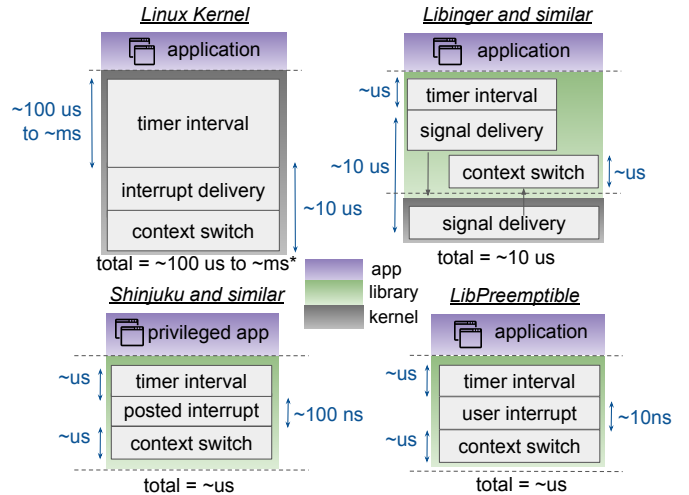 Linux Kernel
application
~100 us
to ~ms
timer interval
interrupt delivery
context switch
~10 us
total = ~100 us to ~ms*
Libinger and similar
application
~us
timer interval
signal delivery
~10 us
context switch
~us
signal delivery
total = ~10 us
app
library
kernel
Shinjuku and similar
privileged app
~us
timer interval
posted interrupt
~100 ns
~us
context switch
total = ~us
LibPreemptible
application
~us
timer interval
user interrupt
~10ns
~us
context switch
total = ~us